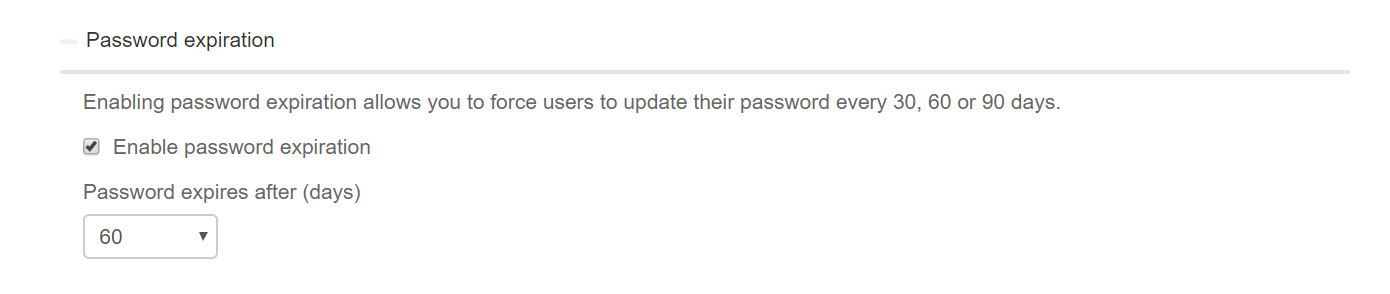 Password expiration
Enabling password expiration allows you to force users to update their password every 30, 60 or 90 days.
Enable password expiration
Password expires after (days)
60